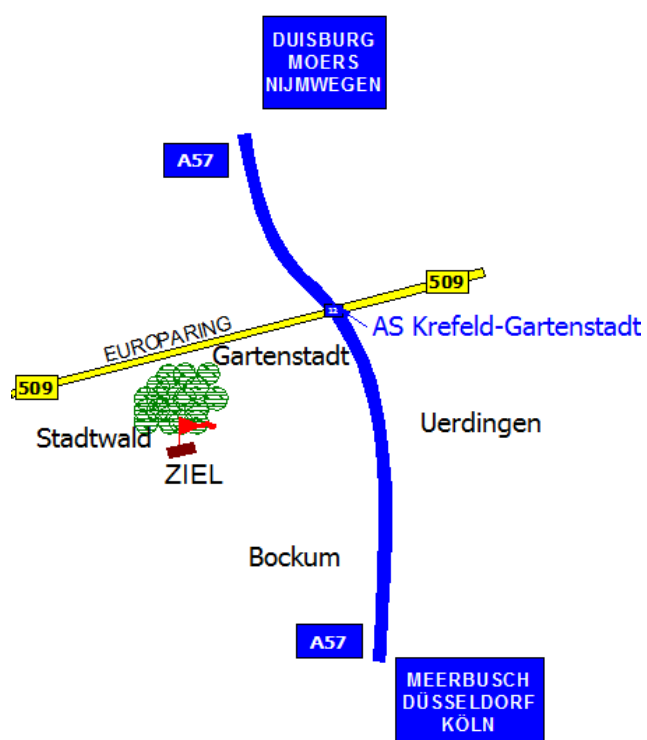 DUISBURG
MOERS
NIJMWEGEN
A57
509
EUROPARING
AS Krefeld-Gartenstadt
Gartenstadt
509
Uerdingen
Stadtwald
ZIEL
Bockum
A57
MEERBUSCH
DÜSSELDORF
KÖLN